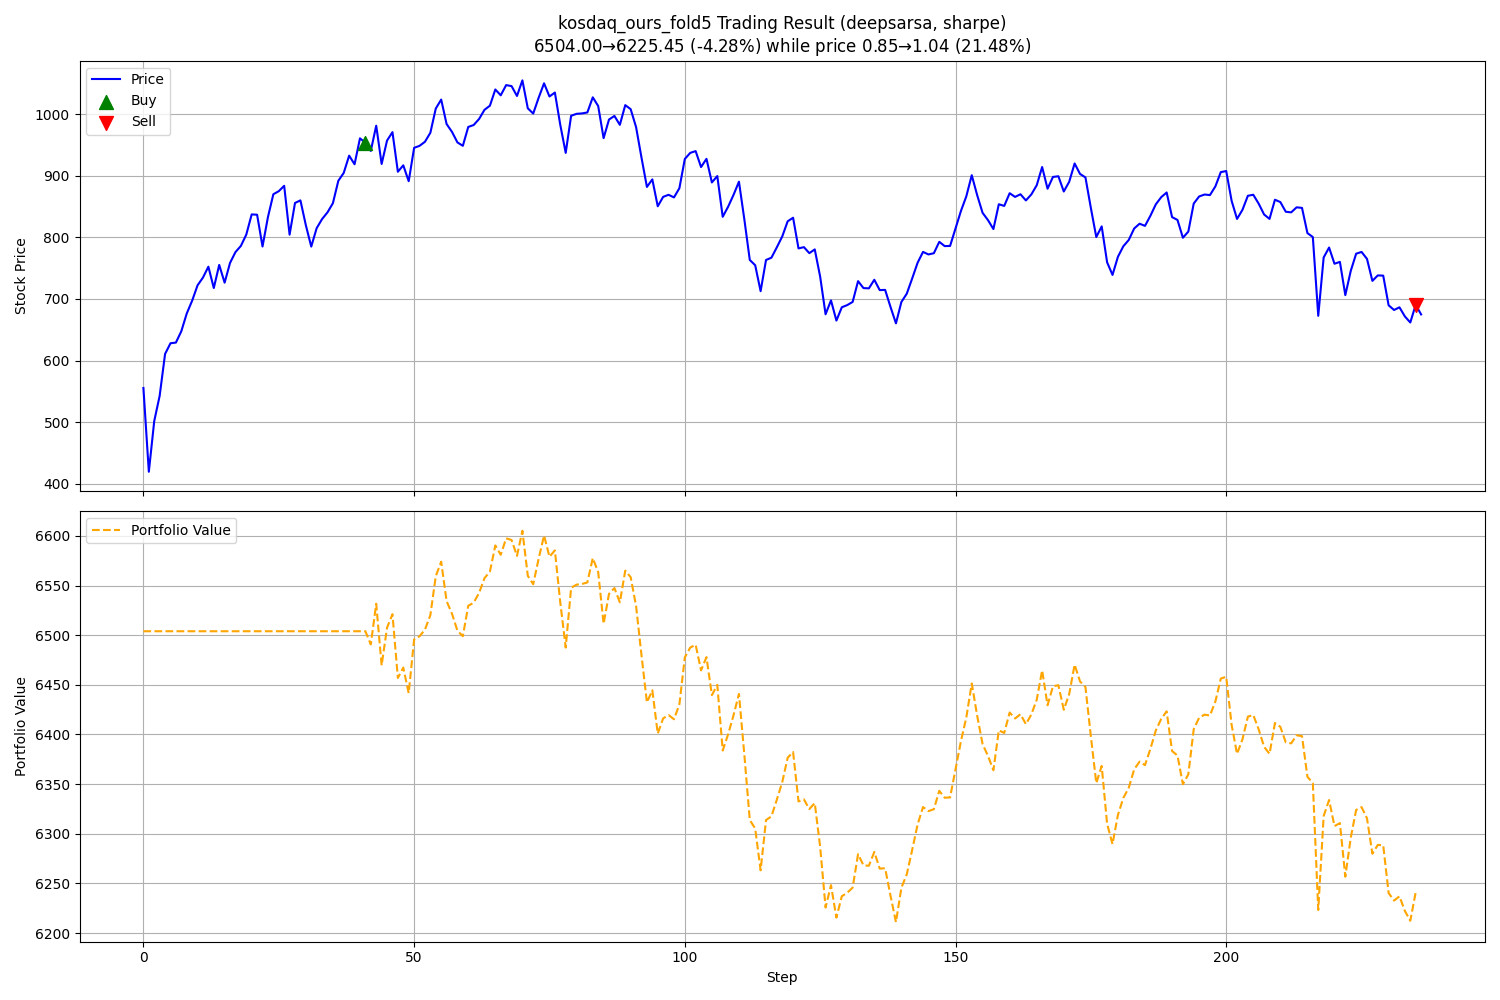 kosdaq_ours_fold5 Trading Result (deepsarsa, sharpe)
6504.00→6225.45 (-4.28%) while price 0.85→1.04 (21.48%)
Price
Buy
Sell
Stock Price
1000
900
800
700
600
500
400
Portfolio Value
Portfolio Value
6600
6550
6500
6450
6400
6350
6300
6250
6200
0
50
100
150
200
Step